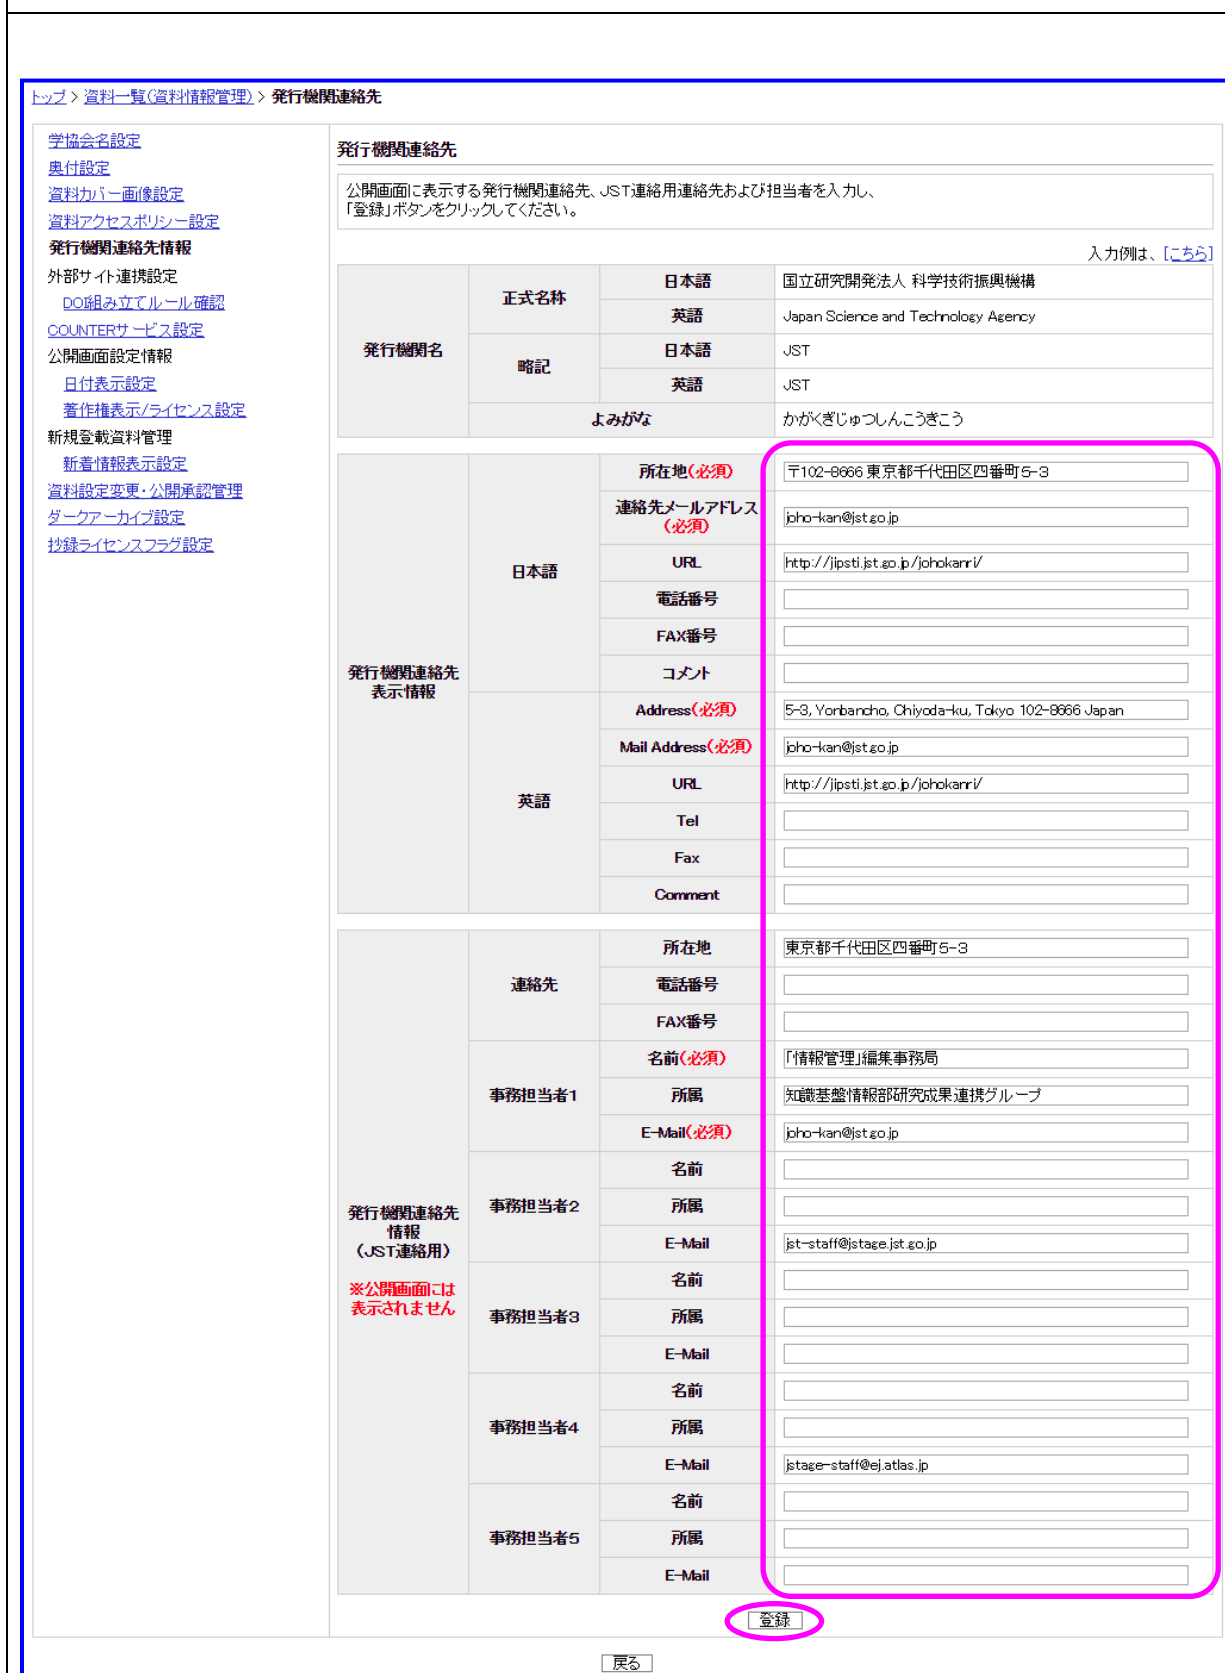 トップ > 資料一覧(資料情報管理) > 発行機関連絡先
学協会名設定
奥付設定
資料カバー画像設定
資料アクセスポリシー設定
発行機関連絡先情報
外部サイト連携設定
DOI組み立てルール確認
COUNTERサービス設定
公開画面設定情報
日付表示設定
著作権表示/ライセンス設定
新規登載資料管理
新着情報表示設定
資料設定変更・公開承認管理
ダークアーカイブ設定
抄録ライセンスフラグ設定
発行機関連絡先
公開画面に表示する発行機関連絡先、JST連絡用連絡先および担当者を入力し、
「登録」ボタンをクリックしてください。
入力例は、[こちら]
発行機関名
正式名称
日本語 国立研究開発法人 科学技術振興機構
英語 Japan Science and Technology Agency
略記
日本語 JST
英語 JST
よみがな かがくぎじゅつしんこうきこう
発行機関連絡先
表示情報
日本語
所在地(必須) 〒102-8666 東京都千代田区四番町5-3
連絡先メールアドレス
(必須) joho-kan@jst.go.jp
URL http://jipsti.jst.go.jp/johokanri/
電話番号
FAX番号
コメント
英語
Address(必須) 5-3, Yonbancho, Chiyoda-ku, Tokyo 102-8666 Japan
Mail Address(必須) joho-kan@jst.go.jp
URL http://jipsti.jst.go.jp/johokanri/
Tel
Fax
Comment
発行機関連絡先
情報
(JST連絡用)
※公開画面には
表示されません
連絡先
所在地 東京都千代田区四番町5-3
電話番号
FAX番号
事務担当者1
名前(必須) 「情報管理」編集事務局
所属 知識基盤情報部研究成果連携グループ
E-Mail(必須) joho-kan@jst.go.jp
事務担当者2
名前
所属
E-Mail jst-staff@jstage.jst.go.jp
事務担当者3
名前
所属
E-Mail
事務担当者4
名前
所属
E-Mail jstage-staff@ej.atlas.jp
事務担当者5
名前
所属
E-Mail
登録
戻る